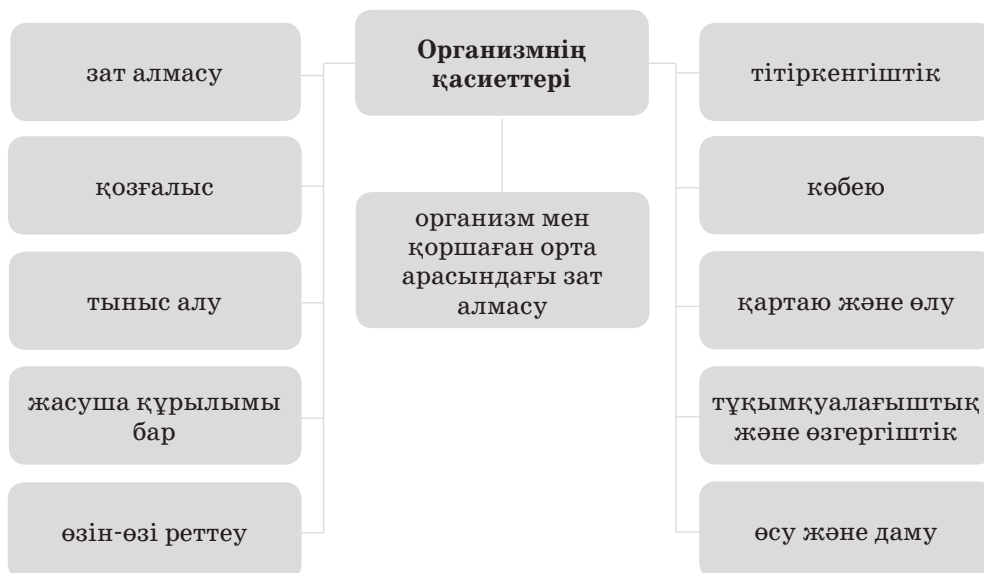 Организмнің
қасиеттері
зат алмасу
қозғалыс
тыныс алу
жасуша құрылымы
бар
өзін-өзі реттеу
организм мен
қоршаған орта
арасындағы зат
алмасу
тітіркенгіштік
көбею
қартаю және өлу
тұқымқуалағыштық
және өзгергіштік
өсу және даму